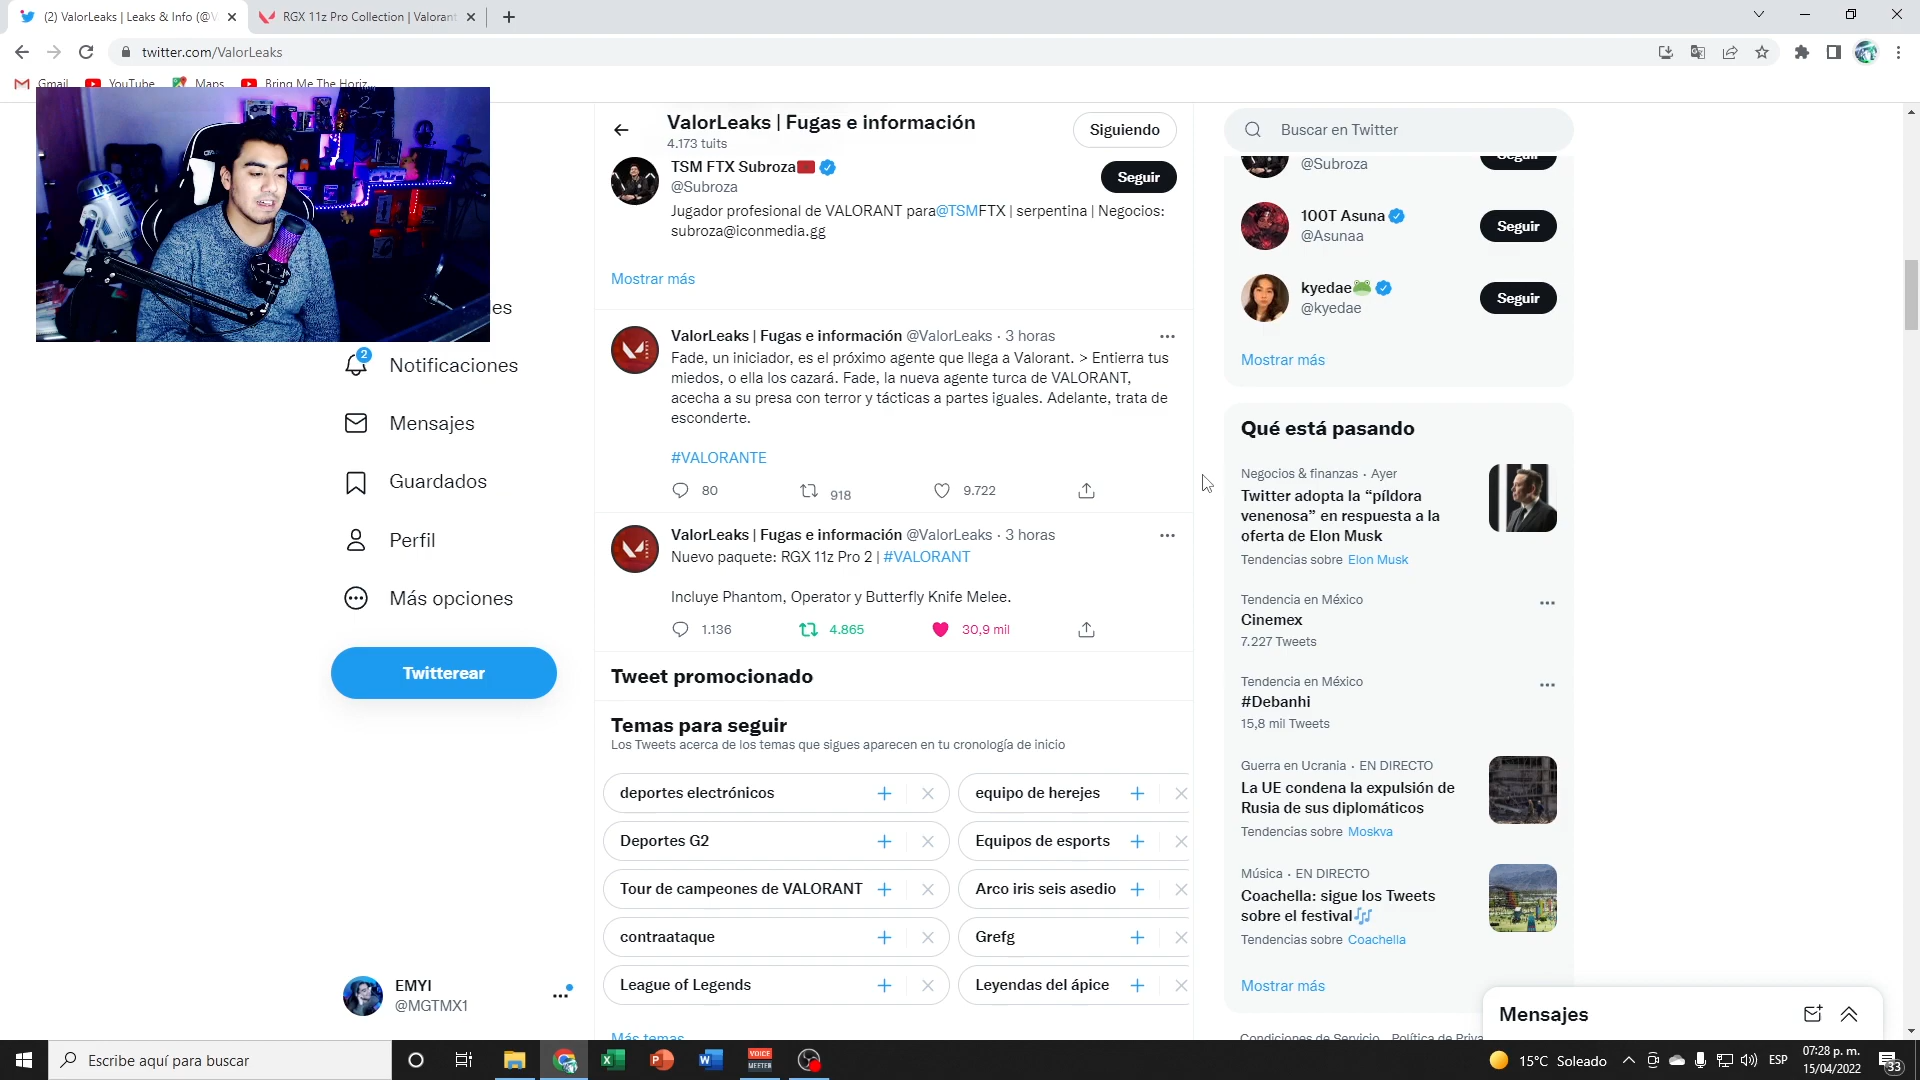 (2) ValorLeaks | Leaks & Info (@V
RGX 11z Pro Collection | Valorant
twitter.com/ValorLeaks
Gmail
YouTube
Maps
Bring Me The Horiz...
ValorLeaks | Fugas e información
4.173 tuits
Siguiendo
TSM FTX Subroza
@Subroza
Seguir
Jugador profesional de VALORANT para@TSMFTX | serpentina | Negocios:
subroza@iconmedia.gg
Mostrar más
ValorLeaks | Fugas e información @ValorLeaks · 3 horas
Fade, un iniciador, es el próximo agente que llega a Valorant. > Entierra tus
miedos, o ella los cazará. Fade, la nueva agente turca de VALORANT,
acecha a su presa con terror y tácticas a partes iguales. Adelante, trata de
esconderte.
#VALORANTE
80
918
9.722
ValorLeaks | Fugas e información @ValorLeaks · 3 horas
Nuevo paquete: RGX 11z Pro 2 | #VALORANT
Incluye Phantom, Operator y Butterfly Knife Melee.
1.136
4.865
30,9 mil
Tweet promocionado
Temas para seguir
Los Tweets acerca de los temas que sigues aparecen en tu cronología de inicio
deportes electrónicos
equipo de herejes
Deportes G2
Equipos de esports
Tour de campeones de VALORANT
Arco iris seis asedio
contraataque
Grefg
League of Legends
Leyendas del ápice
Más temas
es
2
Notificaciones
Mensajes
Guardados
Perfil
Más opciones
Twitterear
EMYI
@MGTMX1
Buscar en Twitter
@Subroza
Seguir
100T Asuna
@Asunaa
Seguir
kyedae
@kyedae
Seguir
Mostrar más
Qué está pasando
Negocios & finanzas · Ayer
Twitter adopta la “píldora
venenosa” en respuesta a la
oferta de Elon Musk
Tendencias sobre Elon Musk
Tendencia en México
Cinemex
7.227 Tweets
Tendencia en México
#Debanhi
15,8 mil Tweets
Guerra en Ucrania · EN DIRECTO
La UE condena la expulsión de
Rusia de sus diplomáticos
Tendencias sobre Moskva
Música · EN DIRECTO
Coachella: sigue los Tweets
sobre el festival
Tendencias sobre Coachella
Mostrar más
Condiciones de Servicio Política de Priva
Mensajes
Escribe aquí para buscar
VOICE
MEETER
15°C Soleado
ESP
07:28 p. m.
15/04/2022
33